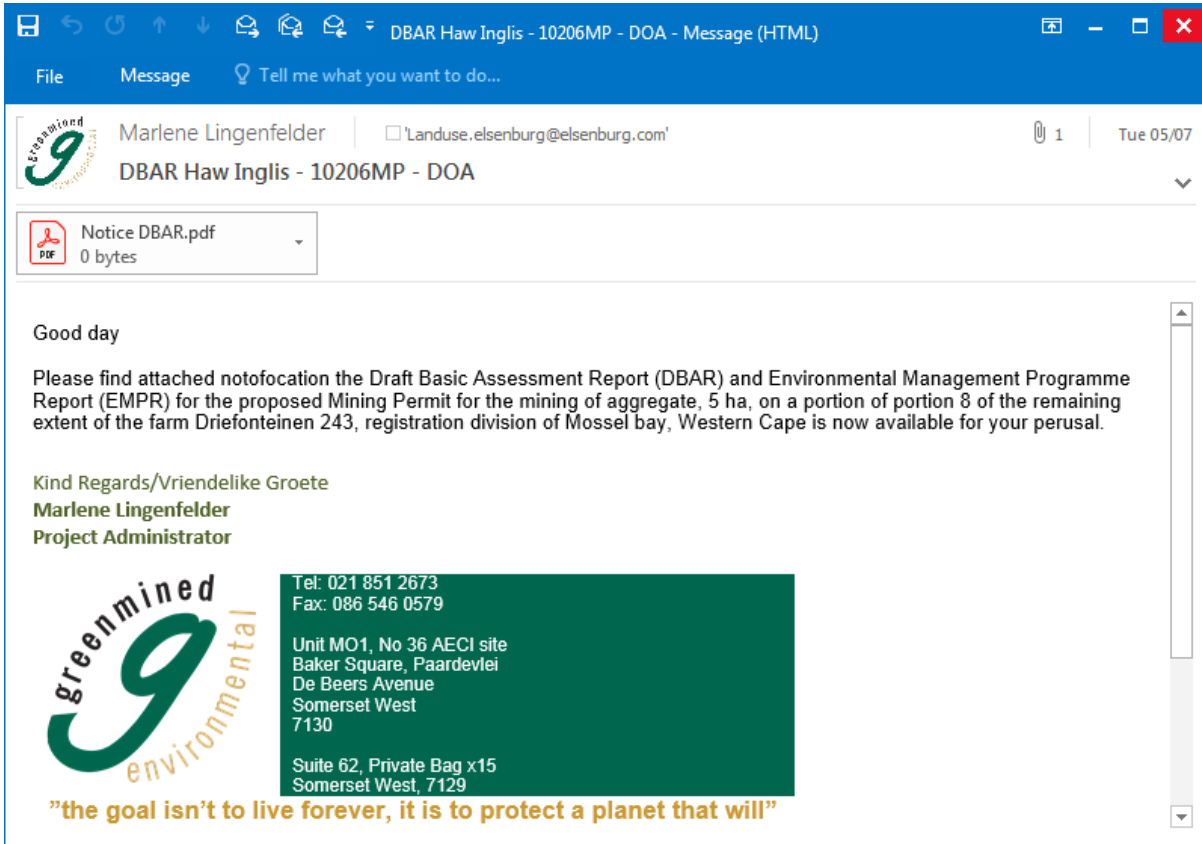 DBAR Haw Inglis - 10206MP - DOA - Message (HTML)
File Message Tell me what you want to do...
greenmined environmental
Marlene Lingenfelder 'Landuse.elsenburg@elsenburg.com' 1 Tue 05/07
DBAR Haw Inglis - 10206MP - DOA
Notice DBAR.pdf
PDF 0 bytes
Good day
Please find attached notofocation the Draft Basic Assessment Report (DBAR) and Environmental Management Programme
Report (EMPR) for the proposed Mining Permit for the mining of aggregate, 5 ha, on a portion of portion 8 of the remaining
extent of the farm Driefonteinen 243, registration division of Mossel bay, Western Cape is now available for your perusal.
Kind Regards/Vriendelike Groete
Marlene Lingenfelder
Project Administrator
greenmined
g
environmental
Tel: 021 851 2673
Fax: 086 546 0579
Unit MO1, No 36 AECI site
Baker Square, Paardevlei
De Beers Avenue
Somerset West
7130
Suite 62, Private Bag x15
Somerset West, 7129
"the goal isn't to live forever, it is to protect a planet that will"